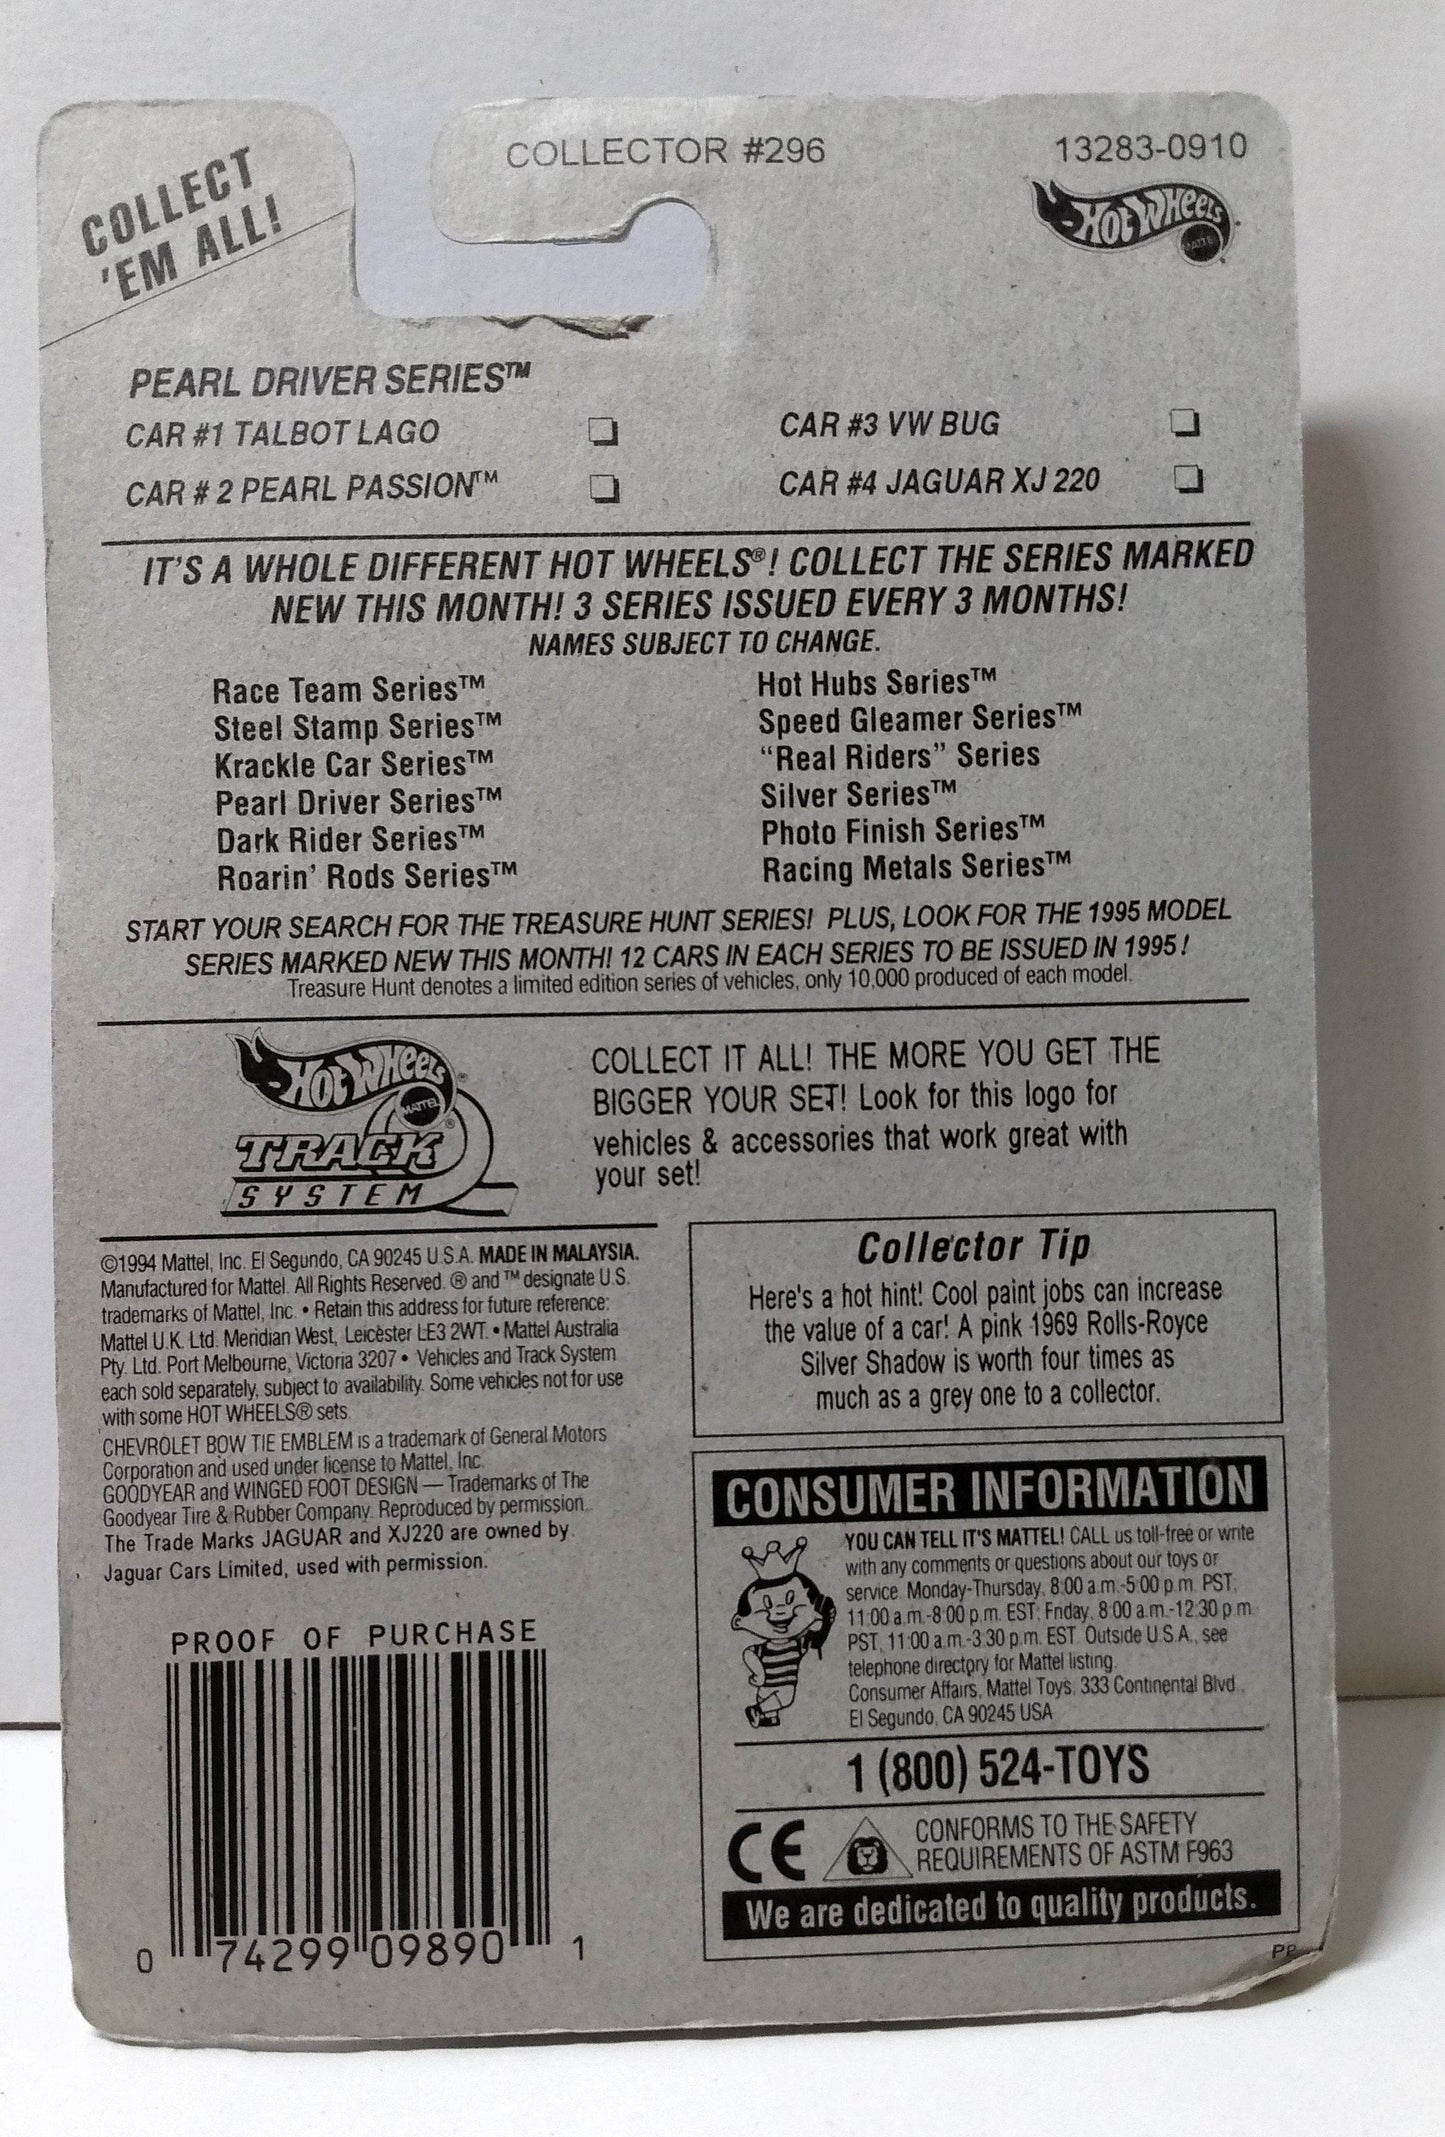 COLLECT
'EM ALL!
COLLECTOR #296
13283-0910
HOT WHEELS
MATTEL
PEARL DRIVER SERIES™
CAR #1 TALBOT LAGO
CAR # 2 PEARL PASSION™
CAR #3 VW BUG
CAR #4 JAGUAR XJ 220
IT'S A WHOLE DIFFERENT HOT WHEELS®! COLLECT THE SERIES MARKED
NEW THIS MONTH! 3 SERIES ISSUED EVERY 3 MONTHS!
NAMES SUBJECT TO CHANGE.
Race Team Series™
Steel Stamp Series™
Krackle Car Series™
Pearl Driver Series™
Dark Rider Series™
Roarin' Rods Series™
Hot Hubs Series™
Speed Gleamer Series™
“Real Riders” Series
Silver Series™
Photo Finish Series™
Racing Metals Series™
START YOUR SEARCH FOR THE TREASURE HUNT SERIES! PLUS, LOOK FOR THE 1995 MODEL
SERIES MARKED NEW THIS MONTH! 12 CARS IN EACH SERIES TO BE ISSUED IN 1995!
Treasure Hunt denotes a limited edition series of vehicles, only 10,000 produced of each model.
HOT WHEELS®
MATTEL®
TRACK
SYSTEM
COLLECT IT ALL! THE MORE YOU GET THE
BIGGER YOUR SET! Look for this logo for
vehicles & accessories that work great with
your set!
©1994 Mattel, Inc. El Segundo, CA 90245 U.S.A. MADE IN MALAYSIA.
Manufactured for Mattel. All Rights Reserved. ® and ™ designate U.S.
trademarks of Mattel, Inc. • Retain this address for future reference:
Mattel U.K. Ltd. Meridian West, Leicester LE3 2WT. • Mattel Australia
Pty. Ltd. Port Melbourne, Victoria 3207 • Vehicles and Track System
each sold separately, subject to availability. Some vehicles not for use
with some HOT WHEELS® sets.
CHEVROLET BOW TIE EMBLEM is a trademark of General Motors
Corporation and used under license to Mattel, Inc.
GOODYEAR and WINGED FOOT DESIGN — Trademarks of The
Goodyear Tire & Rubber Company. Reproduced by permission.
The Trade Marks JAGUAR and XJ220 are owned by
Jaguar Cars Limited, used with permission.
PROOF OF PURCHASE
0 74299 09890 1
Collector Tip
Here's a hot hint! Cool paint jobs can increase
the value of a car! A pink 1969 Rolls-Royce
Silver Shadow is worth four times as
much as a grey one to a collector.
CONSUMER INFORMATION
YOU CAN TELL IT'S MATTEL! CALL us toll-free or write
with any comments or questions about our toys or
service. Monday-Thursday, 8:00 a.m.-5:00 p.m. PST,
11:00 a.m.-8:00 p.m. EST; Friday, 8:00 a.m.-12:30 p.m.
PST, 11:00 a.m.-3:30 p.m. EST. Outside U.S.A., see
telephone directory for Mattel listing.
Consumer Affairs, Mattel Toys, 333 Continental Blvd.,
El Segundo, CA 90245 USA
1 (800) 524-TOYS
CE
CONFORMS TO THE SAFETY
REQUIREMENTS OF ASTM F963
We are dedicated to quality products.